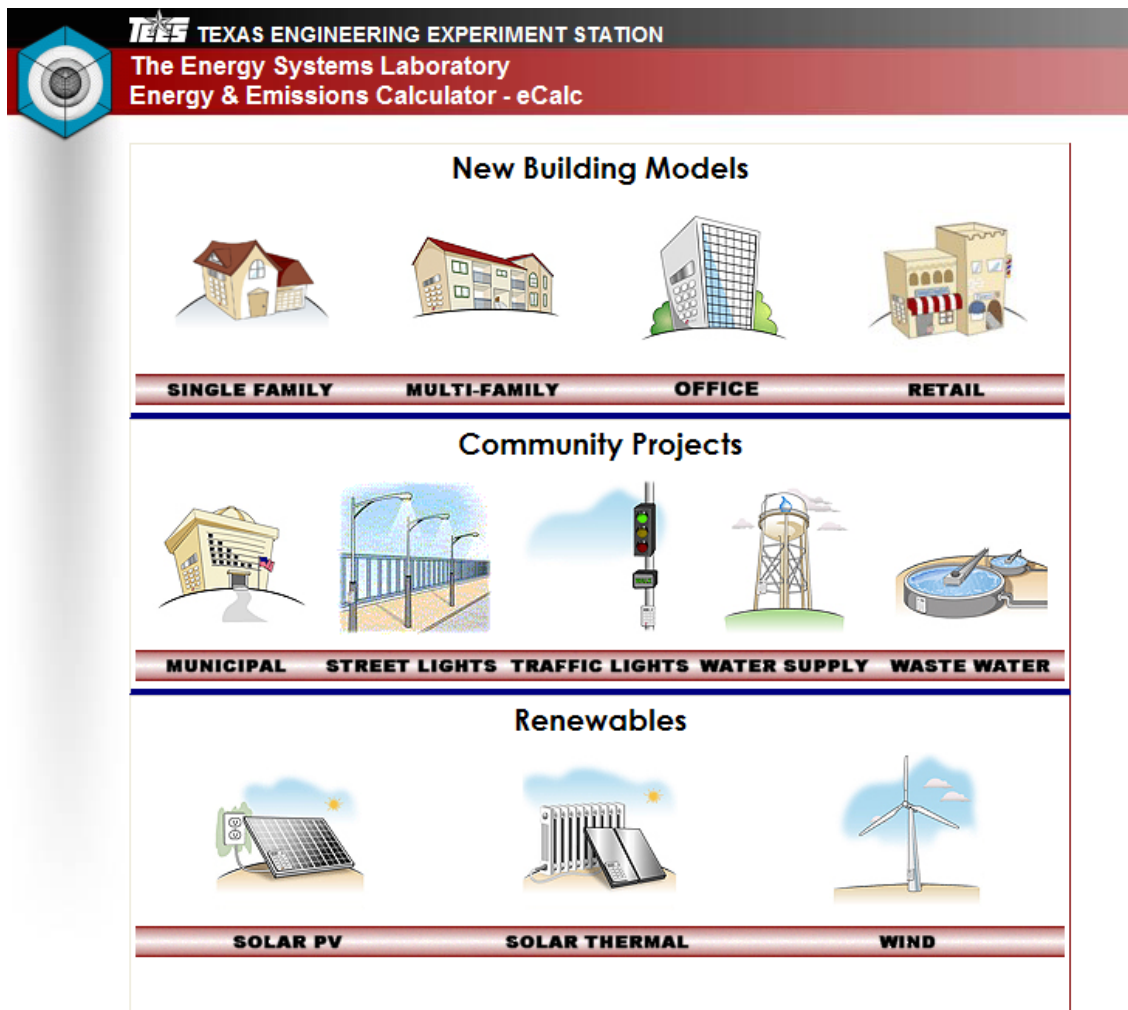 TEES TEXAS ENGINEERING EXPERIMENT STATION
The Energy Systems Laboratory
Energy & Emissions Calculator - eCalc
New Building Models
SINGLE FAMILY MULTI-FAMILY OFFICE RETAIL
Community Projects
MUNICIPAL STREET LIGHTS TRAFFIC LIGHTS WATER SUPPLY WASTE WATER
Renewables
SOLAR PV SOLAR THERMAL WIND